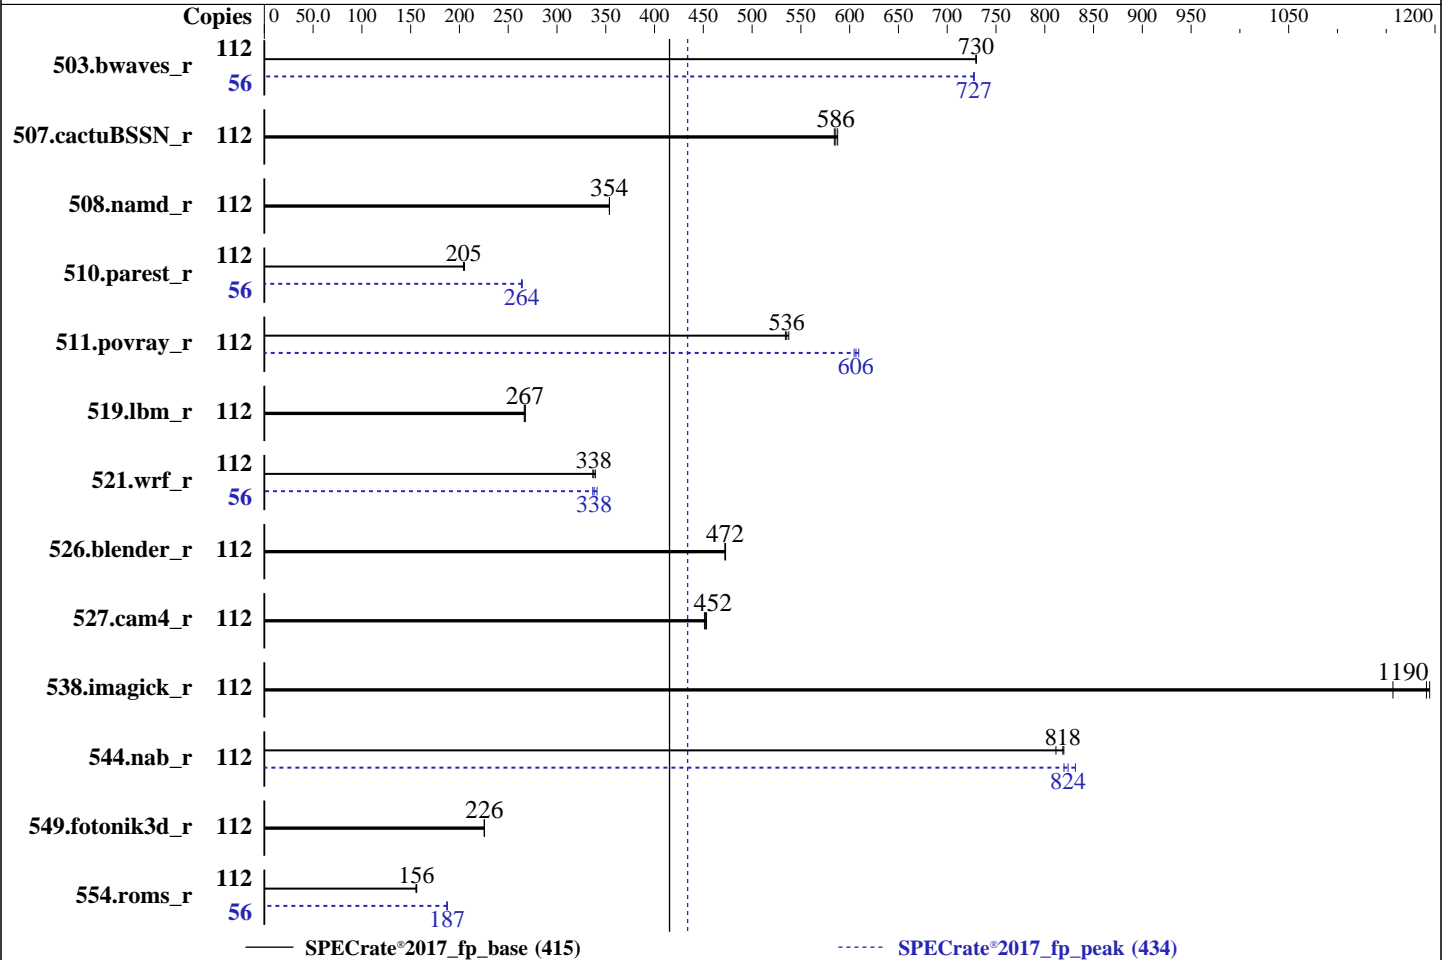 Copies 0 50.0 100 150 200 250 300 350 400 450 500 550 600 650 700 750 800 850 900 950 1050 1200
503.bwaves_r 112 730
56 727
507.cactuBSSN_r 112 586
508.namd_r 112 354
510.parest_r 112 205
56 264
511.povray_r 112 536
606
519.lbm_r 112 267
521.wrf_r 112 338
56 338
526.blender_r 112 472
527.cam4_r 112 452
538.imagick_r 112 1190
544.nab_r 112 818
824
549.fotonik3d_r 112 226
554.roms_r 112 156
56 187
SPECrate®2017_fp_base (415) SPECrate®2017_fp_peak (434)